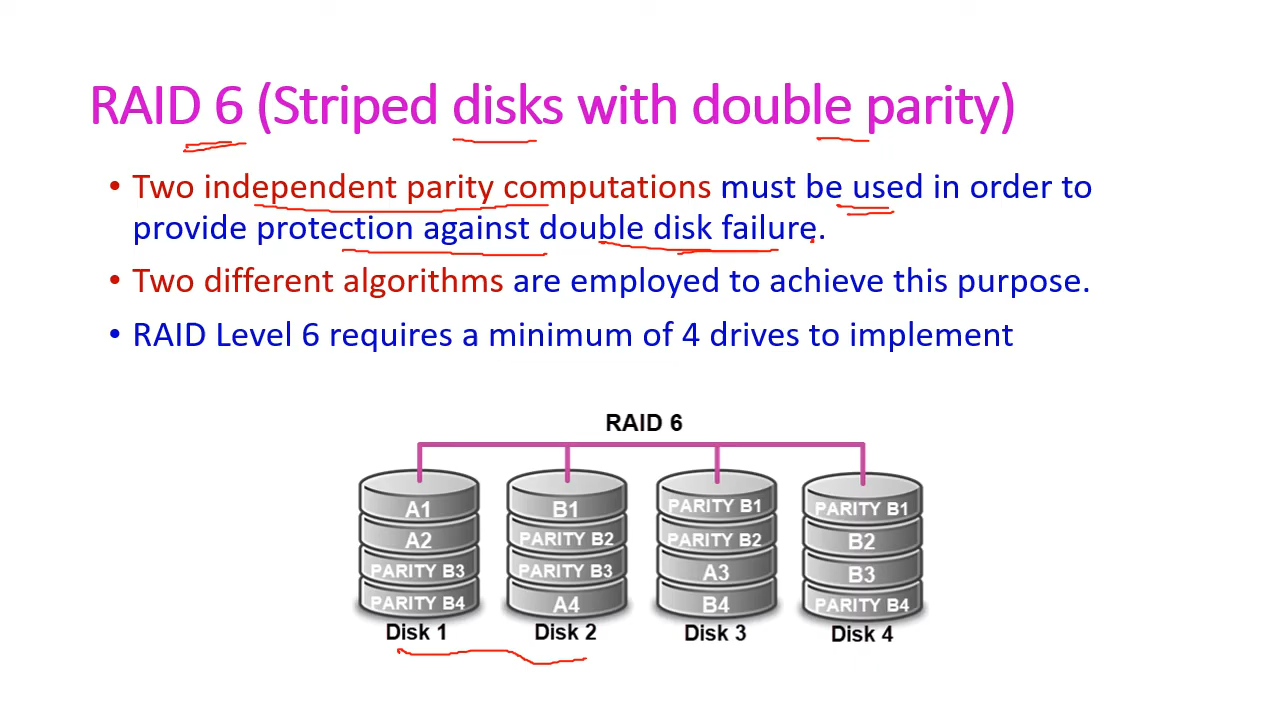 RAID 6 (Striped disks with double parity)
• Two independent parity computations must be used in order to
provide protection against double disk failure.
• Two different algorithms are employed to achieve this purpose.
• RAID Level 6 requires a minimum of 4 drives to implement
RAID 6
A1 B1 PARITY B1 PARITY B1
A2 PARITY B2 PARITY B2 B2
PARITY B3 PARITY B3 A3 B3
PARITY B4 A4 B4 PARITY B4
Disk 1 Disk 2 Disk 3 Disk 4